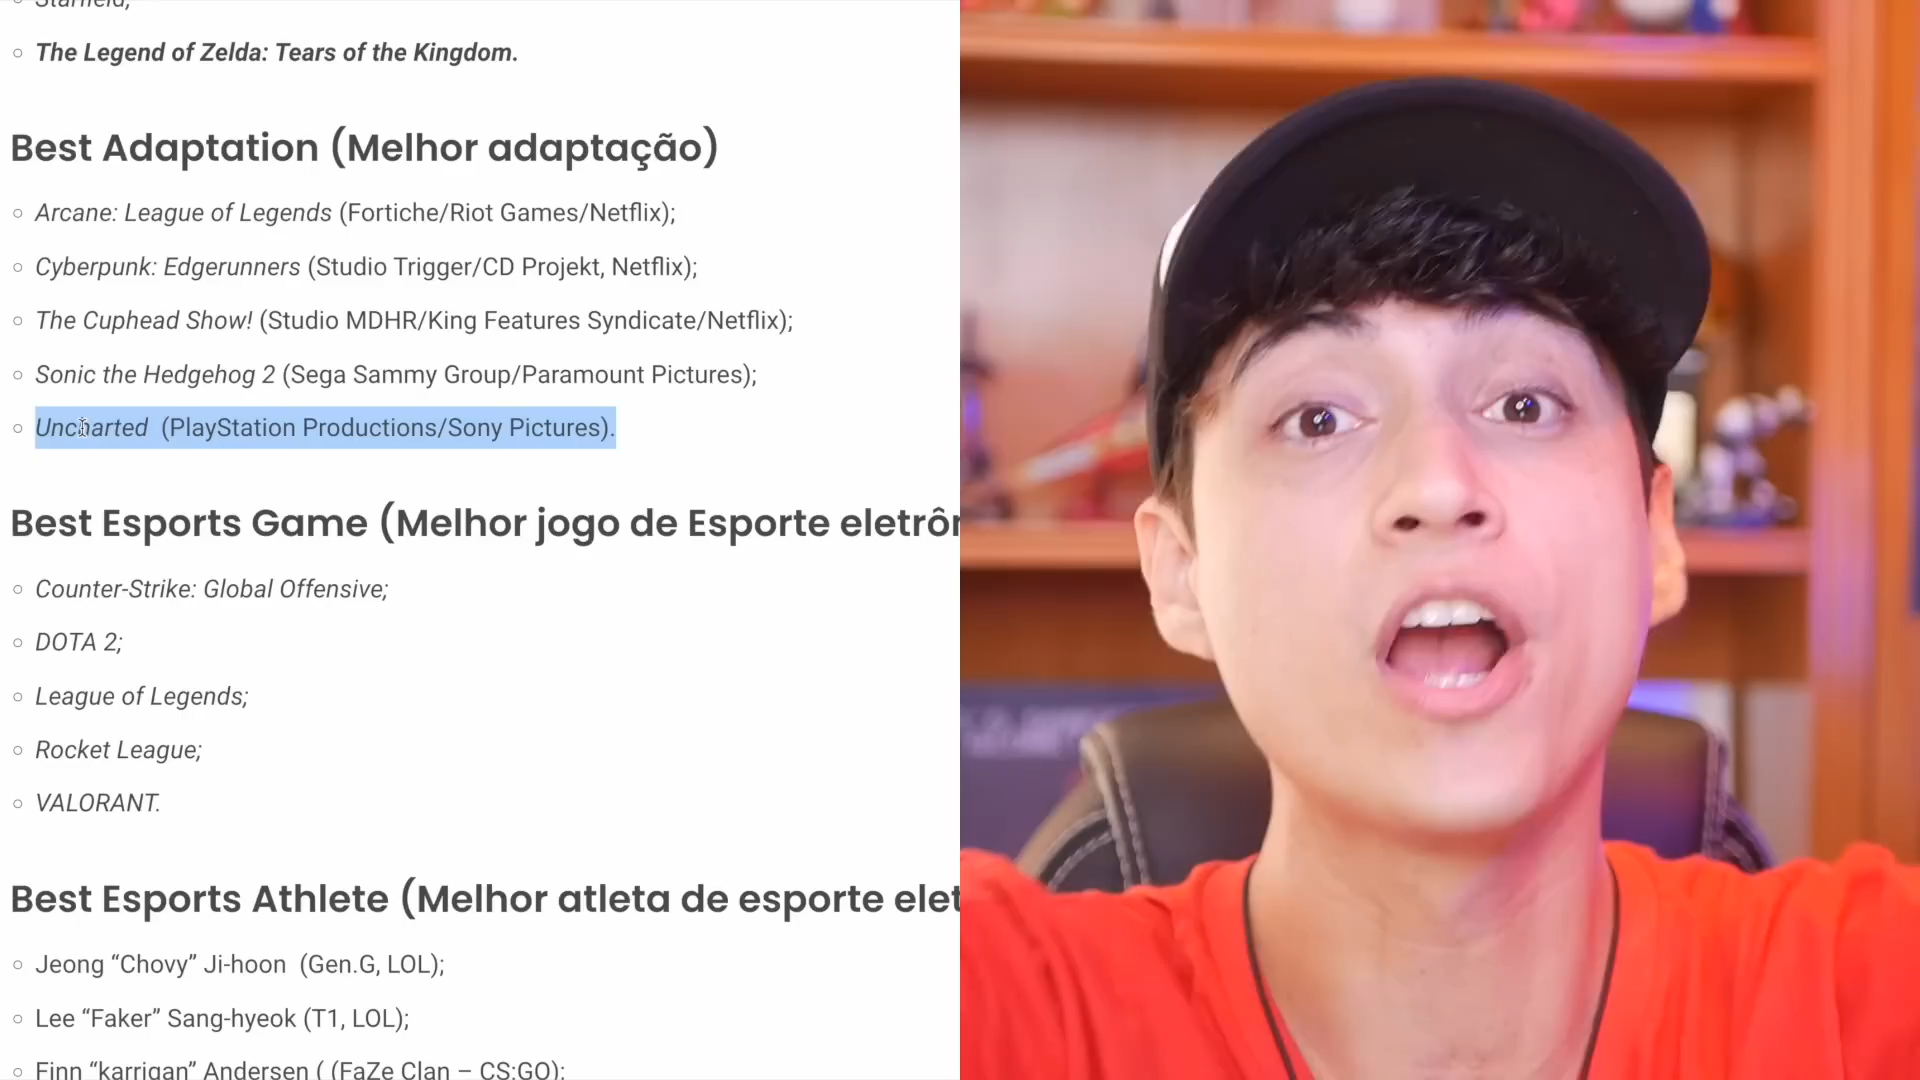 Starfield;
The Legend of Zelda: Tears of the Kingdom.
Best Adaptation (Melhor adaptação)
Arcane: League of Legends (Fortiche/Riot Games/Netflix);
Cyberpunk: Edgerunners (Studio Trigger/CD Projekt, Netflix);
The Cuphead Show! (Studio MDHR/King Features Syndicate/Netflix);
Sonic the Hedgehog 2 (Sega Sammy Group/Paramount Pictures);
Uncharted (PlayStation Productions/Sony Pictures).
Best Esports Game (Melhor jogo de Esporte eletrôn
Counter-Strike: Global Offensive;
DOTA 2;
League of Legends;
Rocket League;
VALORANT.
Best Esports Athlete (Melhor atleta de esporte elet
Jeong “Chovy” Ji-hoon (Gen.G, LOL);
Lee “Faker” Sang-hyeok (T1, LOL);
Finn “karrigan” Andersen ( (FaZe Clan – CS:GO);